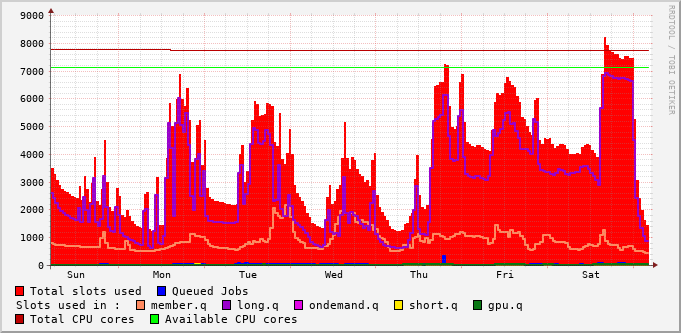 9000
8000
7000
6000
5000
4000
3000
2000
1000
0
Sun Mon Tue Wed Thu Fri Sat
RRDTOOL / TOBI OETIKER
Total slots used Queued Jobs
Slots used in : member.q long.q ondemand.q short.q gpu.q
Total CPU cores Available CPU cores